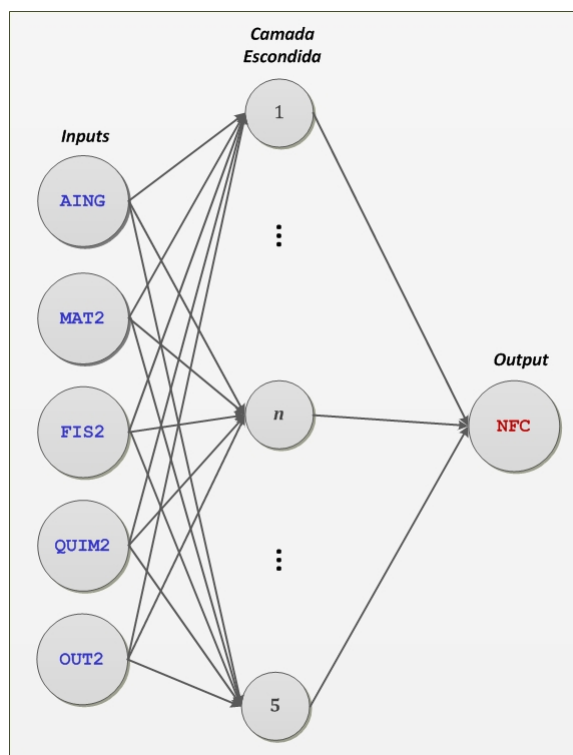 Camada
Escondida
1
Inputs
AING
MAT2
Output
n
NFC
FIS2
QUIM2
OUT2
5